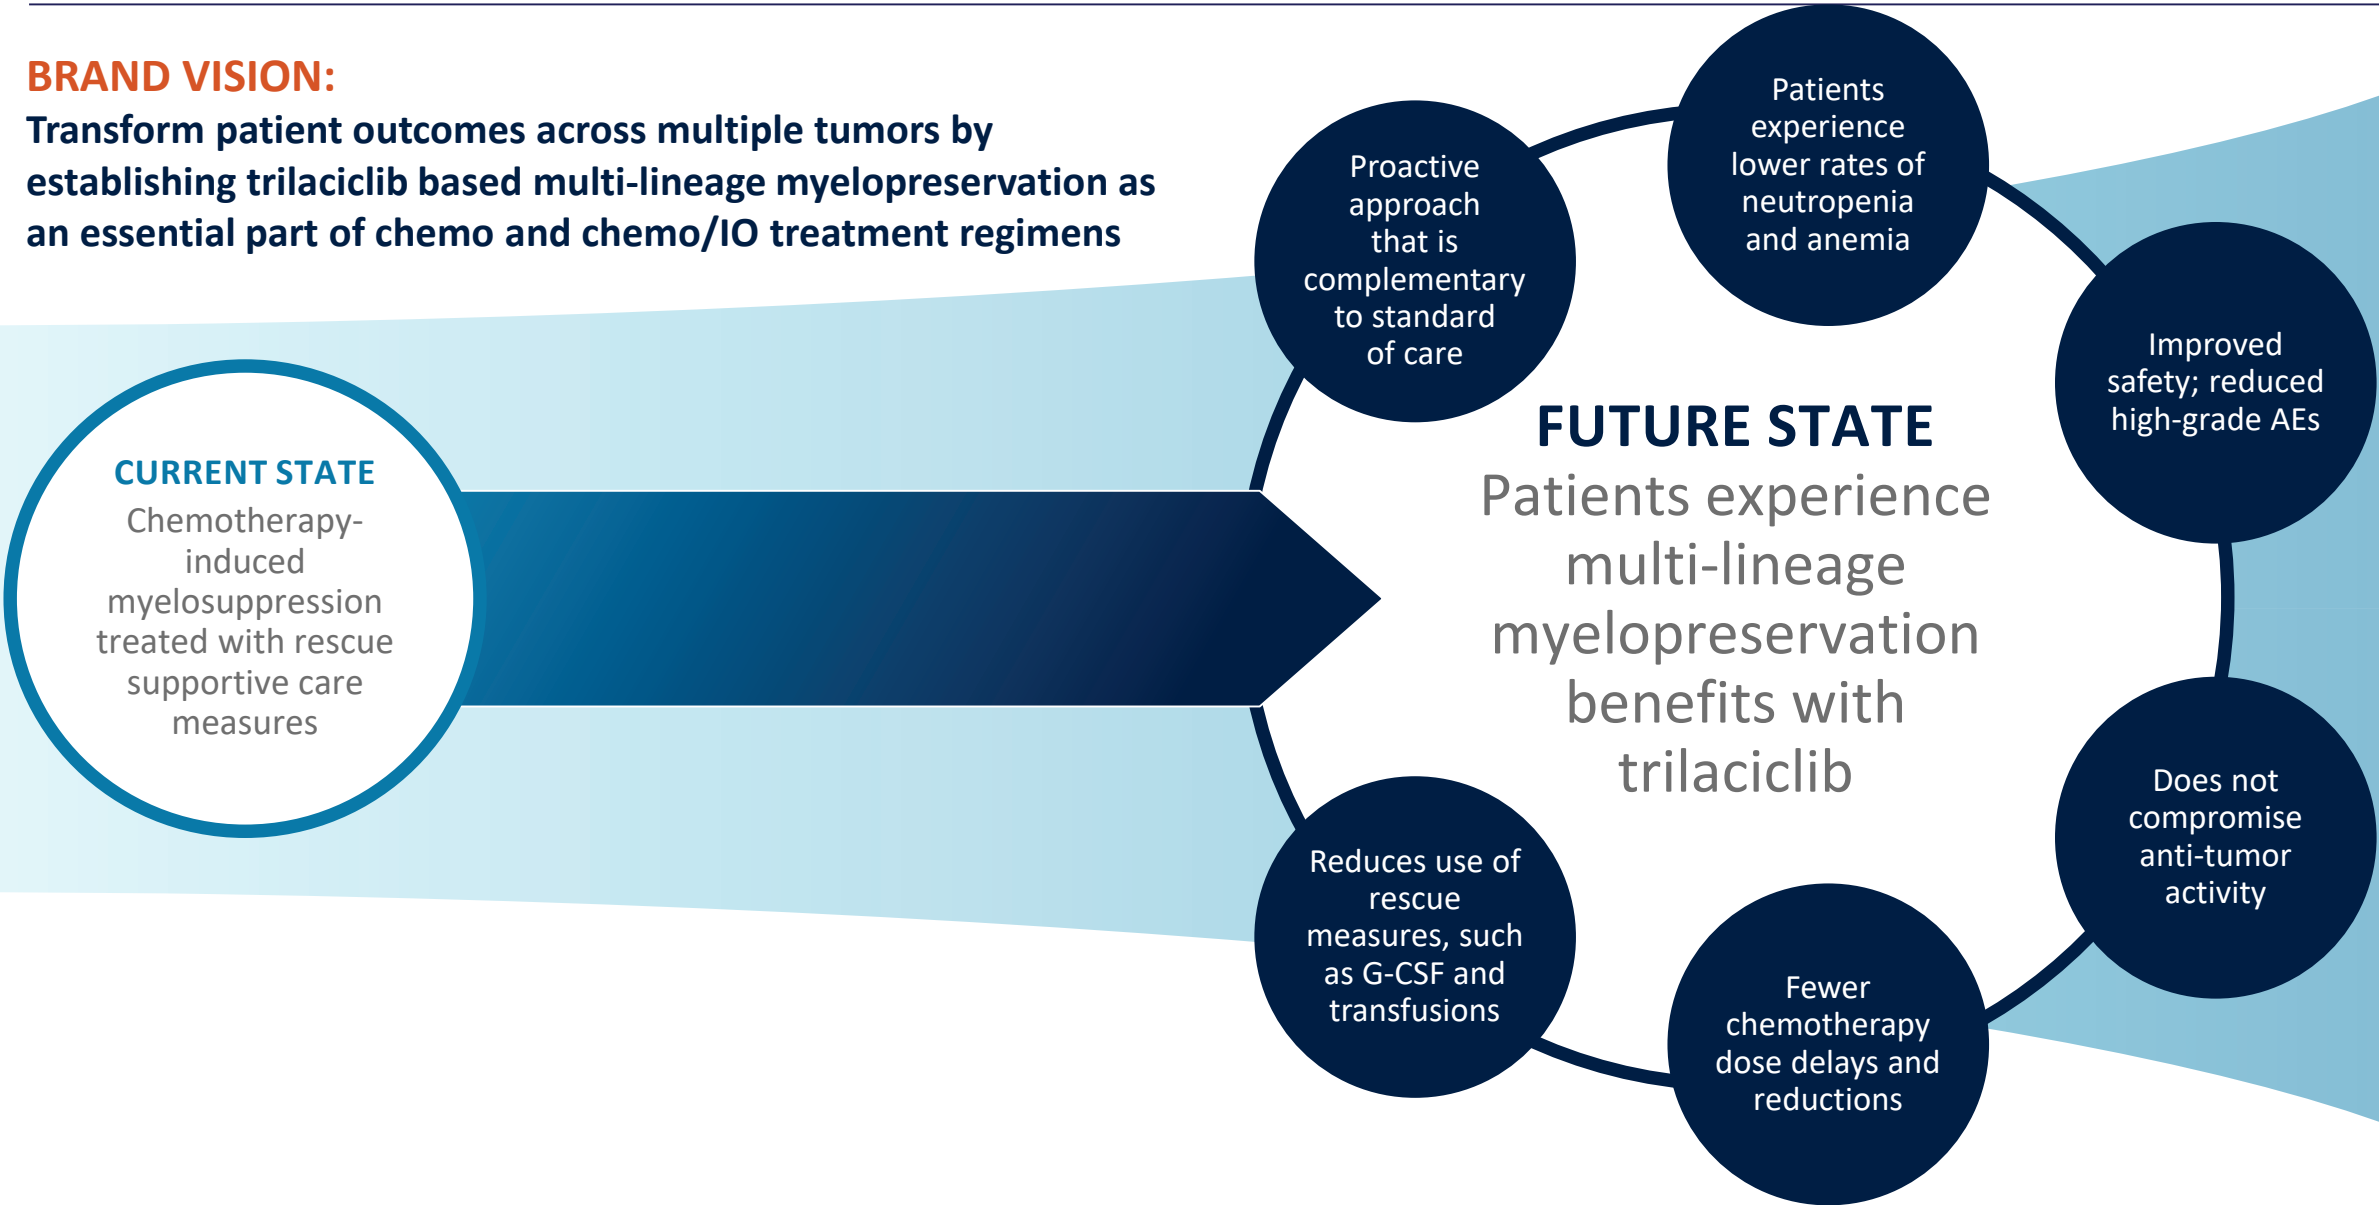 BRAND VISION:
Transform patient outcomes across multiple tumors by
establishing trilaciclib based multi-lineage myelopreservation as
an essential part of chemo and chemo/IO treatment regimens
CURRENT STATE
Chemotherapy-
induced
myelosuppression
treated with rescue
supportive care
measures
Proactive
approach
that is
complementary
to standard
of care
Patients
experience
lower rates of
neutropenia
and anemia
Improved
safety; reduced
high-grade AEs
FUTURE STATE
Patients experience
multi-lineage
myelopreservation
benefits with
trilaciclib
Does not
compromise
anti-tumor
activity
Fewer
chemotherapy
dose delays and
reductions
Reduces use of
rescue
measures, such
as G-CSF and
transfusions